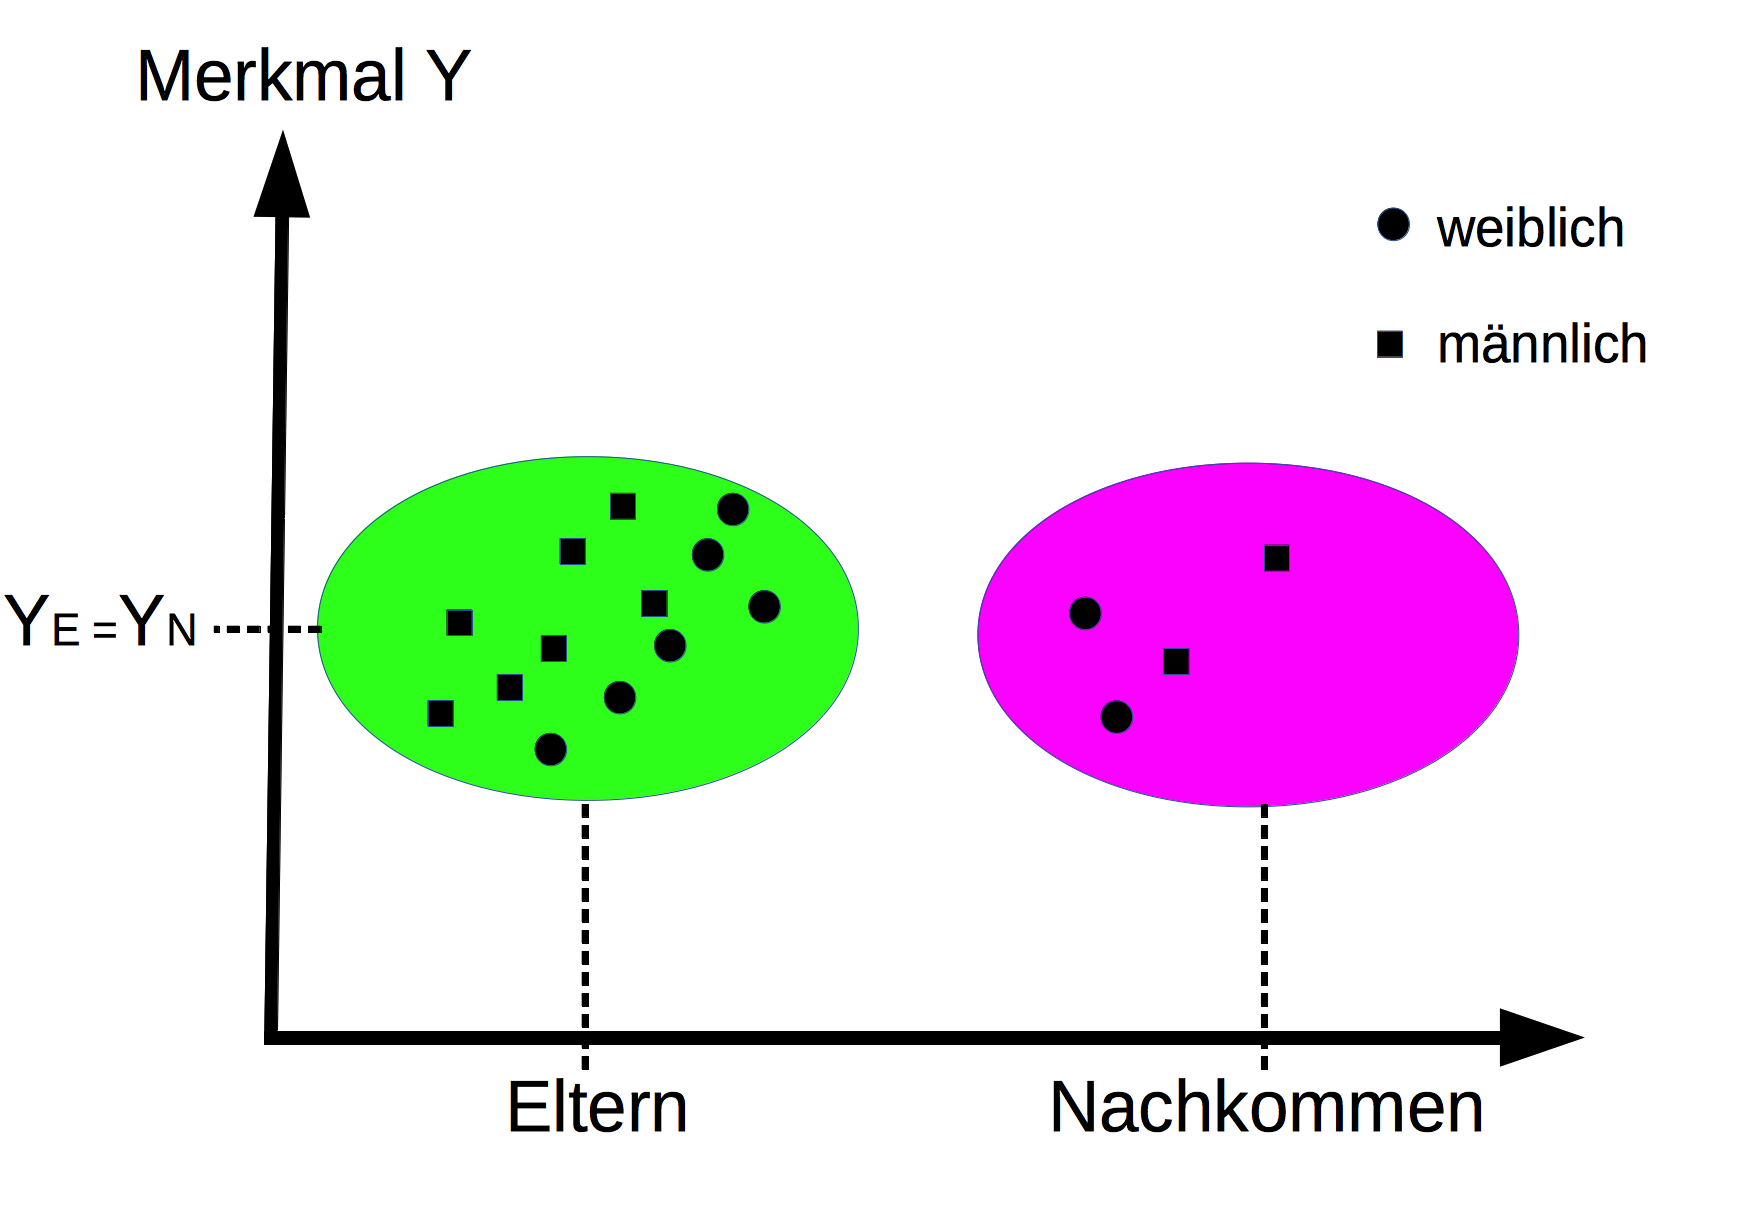 Merkmal Y
weiblich
männlich
YE =YN
Eltern
Nachkommen